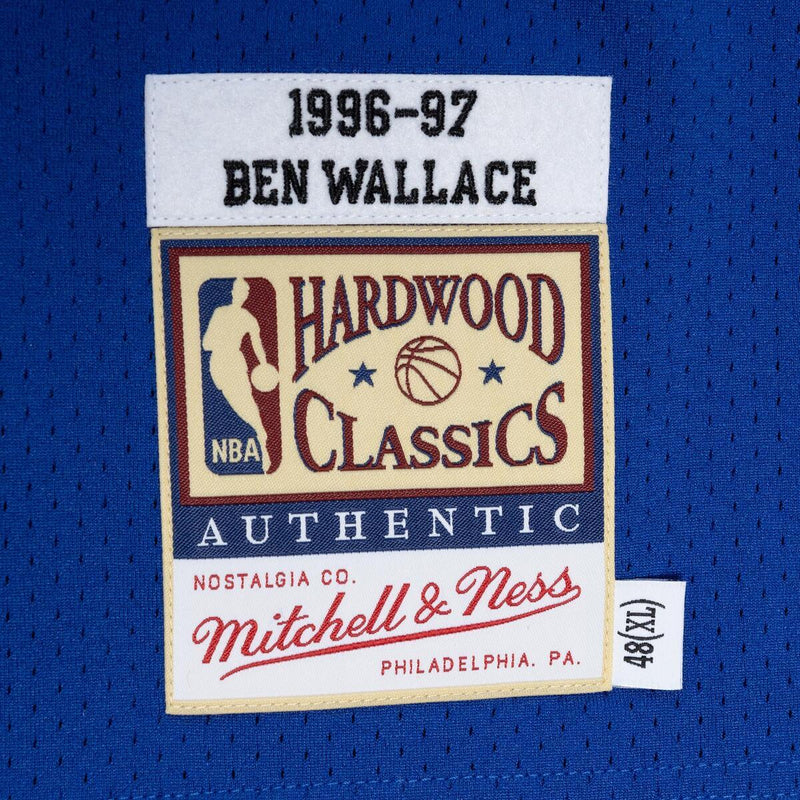 1996-97
BEN WALLACE
HARDWOOD
CLASSICS
NBA
AUTHENTIC
NOSTALGIA CO.
Mitchell & Ness
PHILADELPHIA. PA.
48(XL)